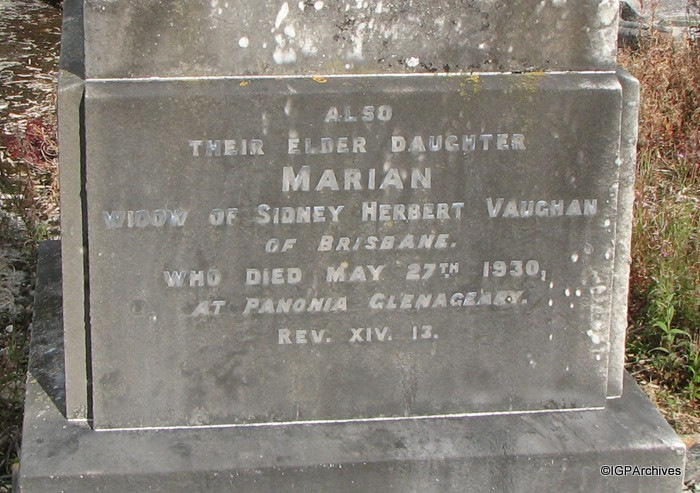 ALSO
THEIR ELDER DAUGHTER
MARIAN
WIDOW OF SIDNEY HERBERT VAUGHAN
OF BRISBANE.
WHO DIED MAY 27TH 1930,
AT PANONIA GLENAGEARY.
REV. XIV. 13.
©IGPArchives